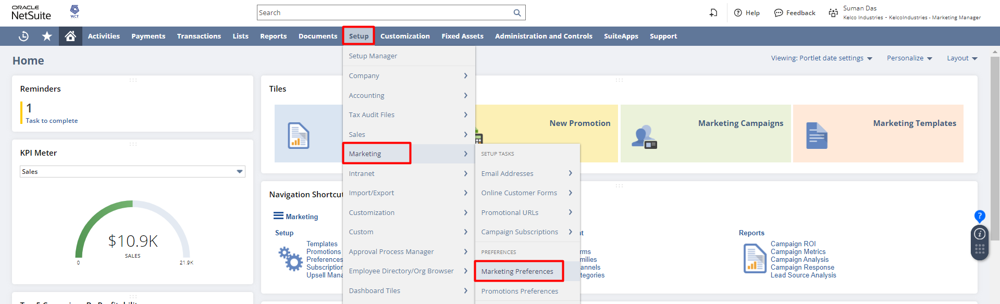 ORACLE
NetSuite
WCT
Search
Help
Feedback
Suman Das
Kelco Industries - KelcoIndustries - Marketing Manager
Activities Payments Transactions Lists Reports Documents Setup Customization Fixed Assets Administration and Controls SuiteApps Support
Home
Viewing: Portlet date settings Personalize Layout
Reminders
1
Task to complete
KPI Meter
Sales
$10.9K
SALES
0
21.9K
Setup Manager
Company
Accounting
Tax Audit Files
Sales
Marketing
Intranet
Import/Export
Customization
Custom
Approval Process Manager
Employee Directory/Org Browser
Dashboard Tiles
SETUP TASKS
Email Addresses
Online Customer Forms
Promotional URLs
Campaign Subscriptions
PREFERENCES
Marketing Preferences
Promotions Preferences
Tiles
New Promotion
Marketing Campaigns
Marketing Templates
Navigation Shortcut
Marketing
Setup
Templates
Promotions
Preferences
Subscription
Upsell Mana
Reports
Campaign ROI
Campaign Metrics
Campaign Analysis
Campaign Response
Lead Source Analysis